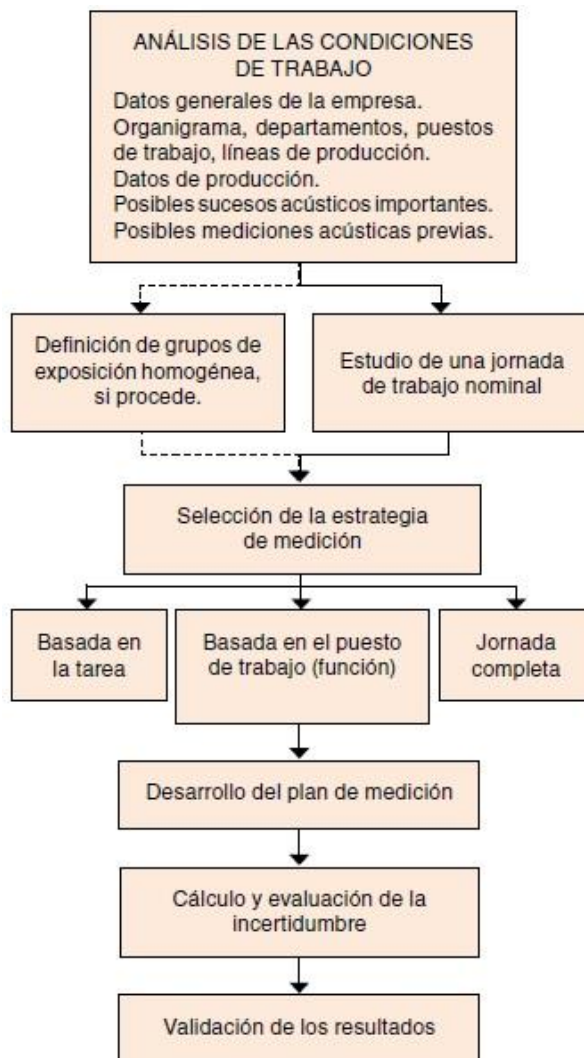 ANÁLISIS DE LAS CONDICIONES
DE TRABAJO
Datos generales de la empresa.
Organigrama, departamentos, puestos
de trabajo, líneas de producción.
Datos de producción.
Posibles sucesos acústicos importantes.
Posibles mediciones acústicas previas.
Definición de grupos de
exposición homogénea,
si procede.
Estudio de una jornada
de trabajo nominal
Selección de la estrategia
de medición
Basada en
la tarea
Basada en el puesto
de trabajo (función)
Jornada
completa
Desarrollo del plan de medición
Cálculo y evaluación de la
incertidumbre
Validación de los resultados